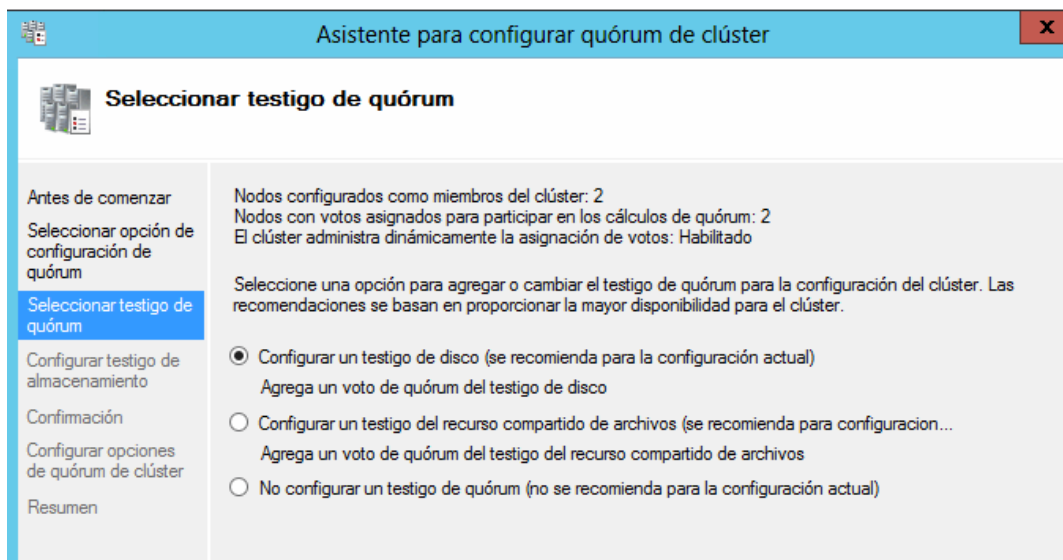 Asistente para configurar quórum de clúster
x
Seleccionar testigo de quórum
Antes de comenzar
Seleccionar opción de
configuración de
quórum
Seleccionar testigo de
quórum
Configurar testigo de
almacenamiento
Confirmación
Configurar opciones
de quórum de clúster
Resumen
Nodos configurados como miembros del clúster: 2
Nodos con votos asignados para participar en los cálculos de quórum: 2
El clúster administra dinámicamente la asignación de votos: Habilitado
Seleccione una opción para agregar o cambiar el testigo de quórum para la configuración del clúster. Las
recomendaciones se basan en proporcionar la mayor disponibilidad para el clúster.
Configurar un testigo de disco (se recomienda para la configuración actual)
Agrega un voto de quórum del testigo de disco
Configurar un testigo del recurso compartido de archivos (se recomienda para configuracion...
Agrega un voto de quórum del testigo del recurso compartido de archivos
No configurar un testigo de quórum (no se recomienda para la configuración actual)